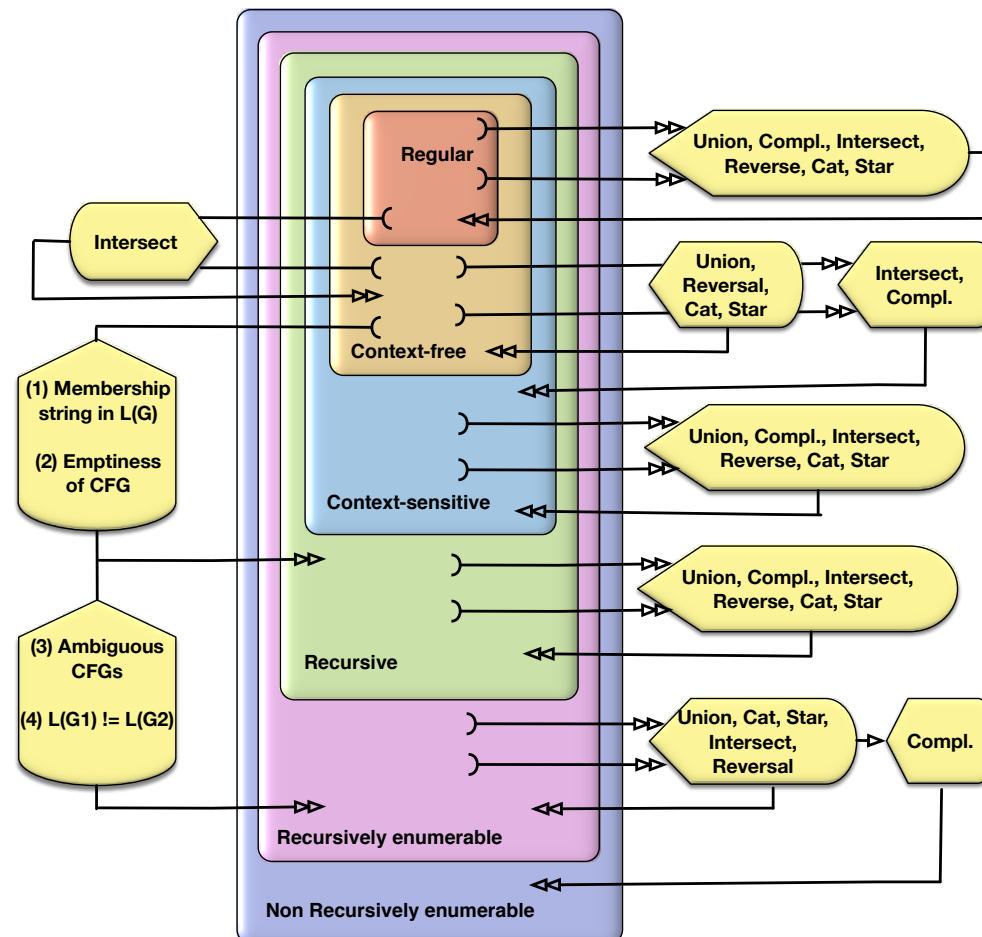 Regular
Union, Compl., Intersect,
Reverse, Cat, Star
Intersect
Union,
Reversal,
Cat, Star
Intersect,
Compl.
Context-free
(1) Membership
string in L(G)
(2) Emptiness
of CFG
Union, Compl., Intersect,
Reverse, Cat, Star
Context-sensitive
Union, Compl., Intersect,
Reverse, Cat, Star
(3) Ambiguous
CFGs
(4) L(G1) != L(G2)
Recursive
Union, Cat, Star,
Intersect,
Reversal
Compl.
Recursively enumerable
Non Recursively enumerable